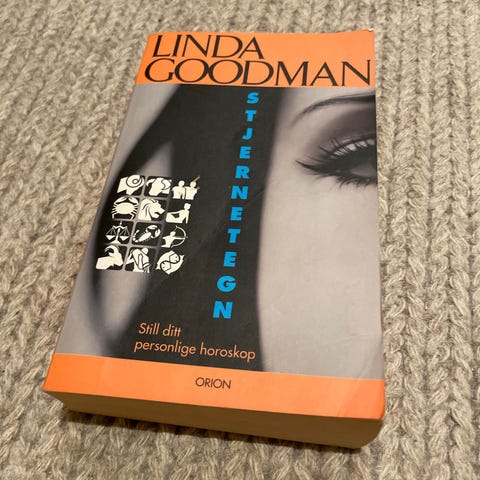 LINDA
GOODMAN
STJERNETEGN
Still ditt
personlige horoskop
ORION